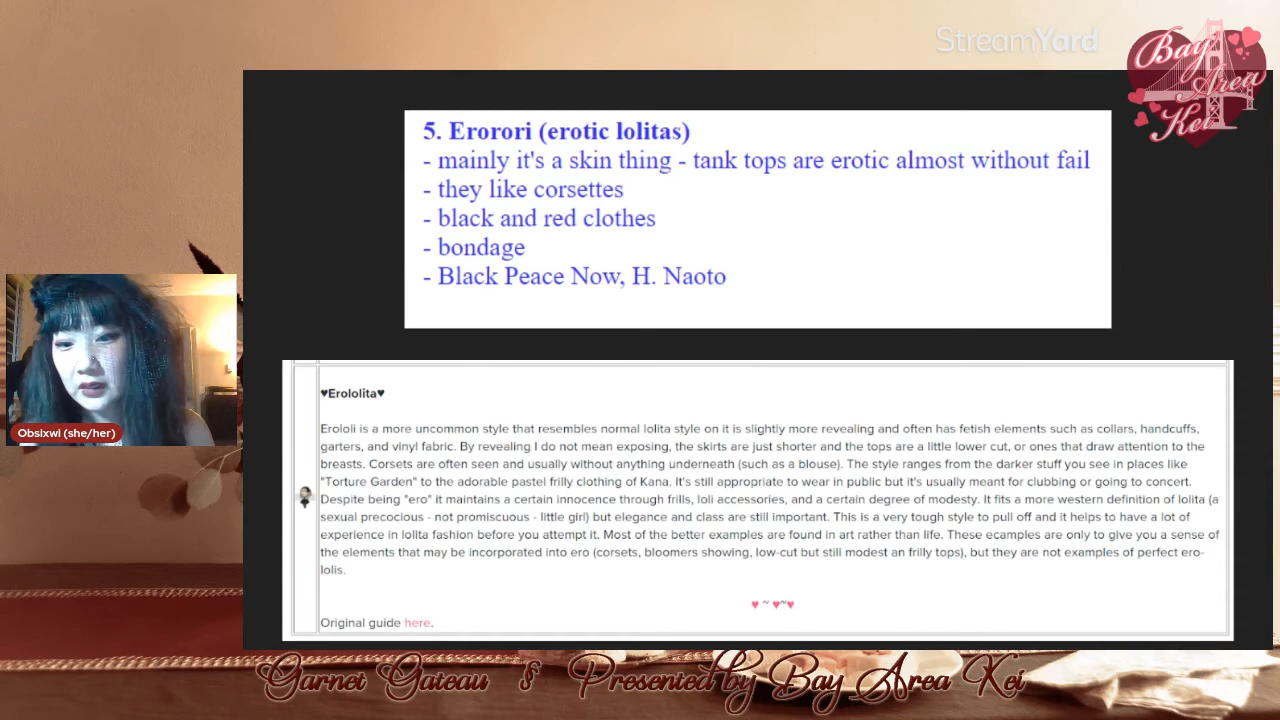 StreamYard
Bay
Area
Kei
5. Erorori (erotic lolitas)
- mainly it's a skin thing - tank tops are erotic almost without fail
- they like corsettes
- black and red clothes
- bondage
- Black Peace Now, H. Naoto
Obsixwi (she/her)
♥Erololita♥
Erololi is a more uncommon style that resembles normal lolita style on it is slightly more revealing and often has fetish elements such as collars, handcuffs,
garters, and vinyl fabric. By revealing I do not mean exposing, the skirts are just shorter and the tops are a little lower cut, or ones that draw attention to the
breasts. Corsets are often seen and usually without anything underneath (such as a blouse). The style ranges from the darker stuff you see in places like
"Torture Garden" to the adorable pastel frilly clothing of Kana. It's still appropriate to wear in public but it's usually meant for clubbing or going to concert.
Despite being "ero" it maintains a certain innocence through frills, loli accessories, and a certain degree of modesty. It fits a more western definition of lolita (a
sexual precocious - not promiscuous - little girl) but elegance and class are still important. This is a very tough style to pull off and it helps to have a lot of
experience in lolita fashion before you attempt it. Most of the better examples are found in art rather than life. These ecamples are only to give you a sense of
the elements that may be incorporated into ero (corsets, bloomers showing, low-cut but still modest an frilly tops), but they are not examples of perfect ero-
lolis.
♥ ~ ♥~♥
Original guide here.
Garnet Gateau § Presented by Bay Area Kei